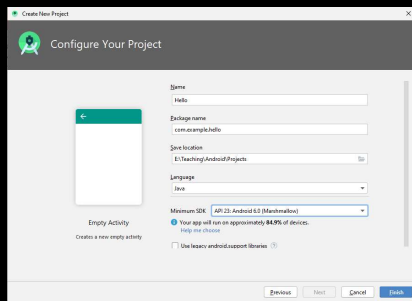 Create New Project
Configure Your Project
Name
Hello
Package name
com.example.hello
Save location
E:\Teaching\Android\Projects
Language
Java
Minimum SDK API 23: Android 6.0 (Marshmallow)
Your app will run on approximately 84.9% of devices.
Help me choose
Use legacy android.support libraries
Empty Activity
Creates a new empty activity
Previous Next Cancel Finish